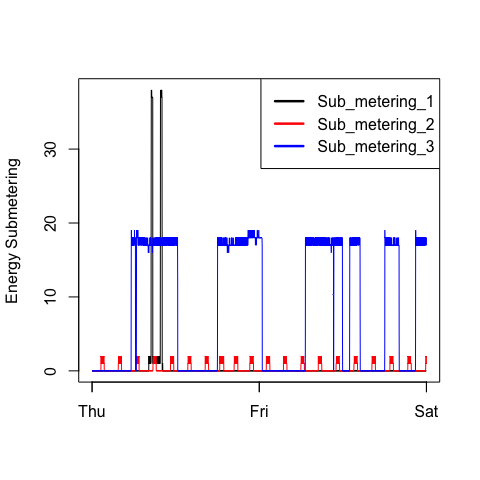 Sub_metering_1
Sub_metering_2
Sub_metering_3
Energy Submetering
30
20
10
0
Thu Fri Sat